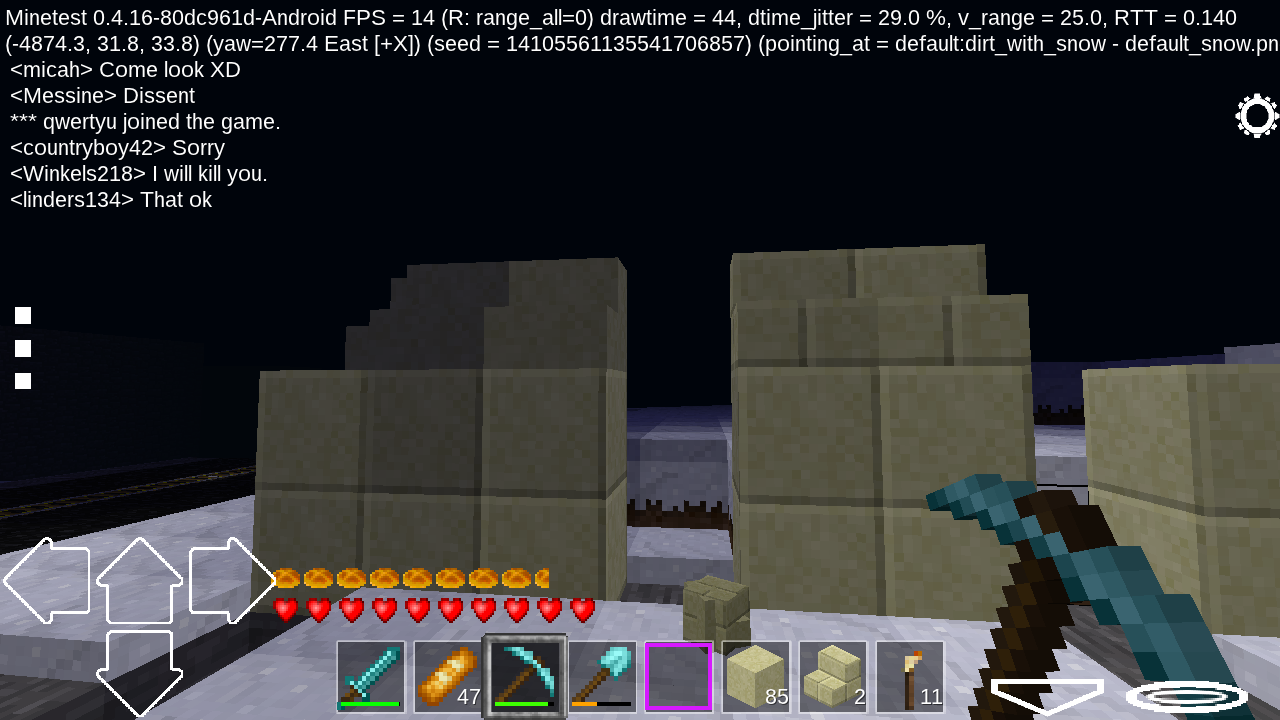 Minetest 0.4.16-80dc961d-Android FPS = 14 (R: range_all=0) drawtime = 44, dtime_jitter = 29.0 %, v_range = 25.0, RTT = 0.140
(-4874.3, 31.8, 33.8) (yaw=277.4 East [+X]) (seed = 14105561135541706857) (pointing_at = default:dirt_with_snow - default_snow.pn
<micah> Come look XD
<Messine> Dissent
*** qwertyu joined the game.
<countryboy42> Sorry
<Winkels218> I will kill you.
<linders134> That ok
47
85
2
11